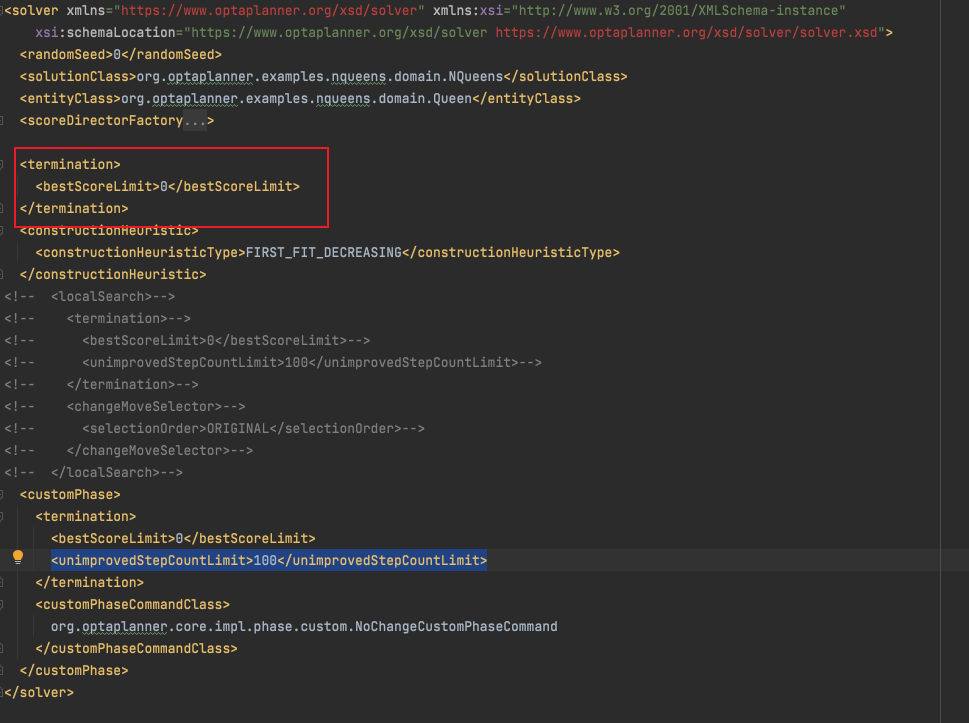 <solver xmlns="https://www.optaplanner.org/xsd/solver" xmlns:xsi="http://www.w3.org/2001/XMLSchema-instance"
xsi:schemaLocation="https://www.optaplanner.org/xsd/solver https://www.optaplanner.org/xsd/solver/solver.xsd">
<randomSeed>0</randomSeed>
<solutionClass>org.optaplanner.examples.nqueens.domain.NQueens</solutionClass>
<entityClass>org.optaplanner.examples.nqueens.domain.Queen</entityClass>
<scoreDirectorFactory...>
<termination>
<bestScoreLimit>0</bestScoreLimit>
</termination>
<constructionHeuristic>
<constructionHeuristicType>FIRST_FIT_DECREASING</constructionHeuristicType>
</constructionHeuristic>
<!-- <localSearch>-->
<!-- <termination>-->
<!-- <bestScoreLimit>0</bestScoreLimit>-->
<!-- <unimprovedStepCountLimit>100</unimprovedStepCountLimit>-->
<!-- </termination>-->
<!-- <changeMoveSelector>-->
<!-- <selectionOrder>ORIGINAL</selectionOrder>-->
<!-- </changeMoveSelector>-->
<!-- </localSearch>-->
<customPhase>
<termination>
<bestScoreLimit>0</bestScoreLimit>
<unimprovedStepCountLimit>100</unimprovedStepCountLimit>
</termination>
<customPhaseCommandClass>
org.optaplanner.core.impl.phase.custom.NoChangeCustomPhaseCommand
</customPhaseCommandClass>
</customPhase>
</solver>